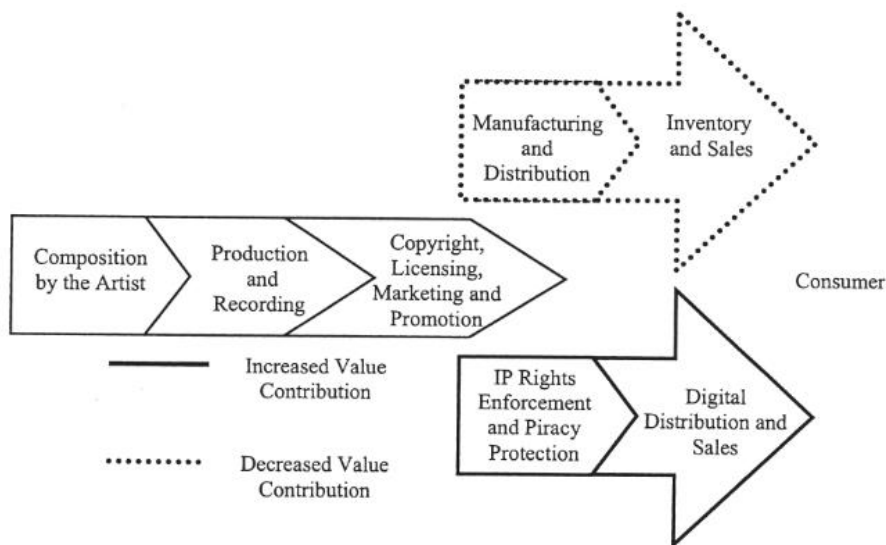 Manufacturing
and
Distribution
Inventory
and Sales
Composition
by the Artist
Production
and
Recording
Copyright,
Licensing,
Marketing and
Promotion
Consumer
Increased Value
Contribution
IP Rights
Enforcement
and Piracy
Protection
Digital
Distribution and
Sales
Decreased Value
Contribution